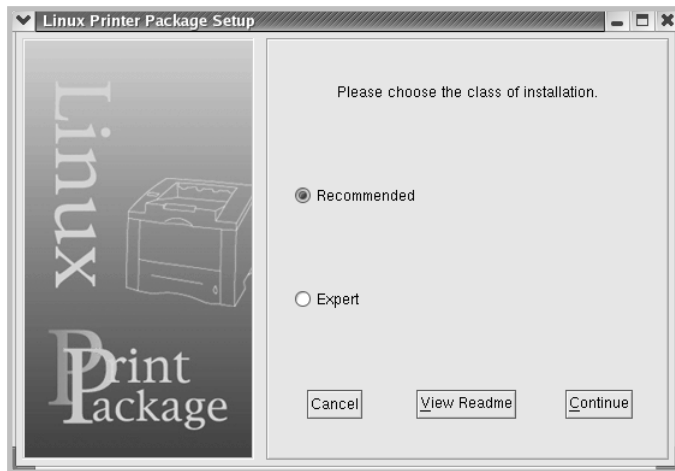 Linux Printer Package Setup
Linux
Print
Package
Please choose the class of installation.
Recommended
Expert
Cancel
View Readme
Continue